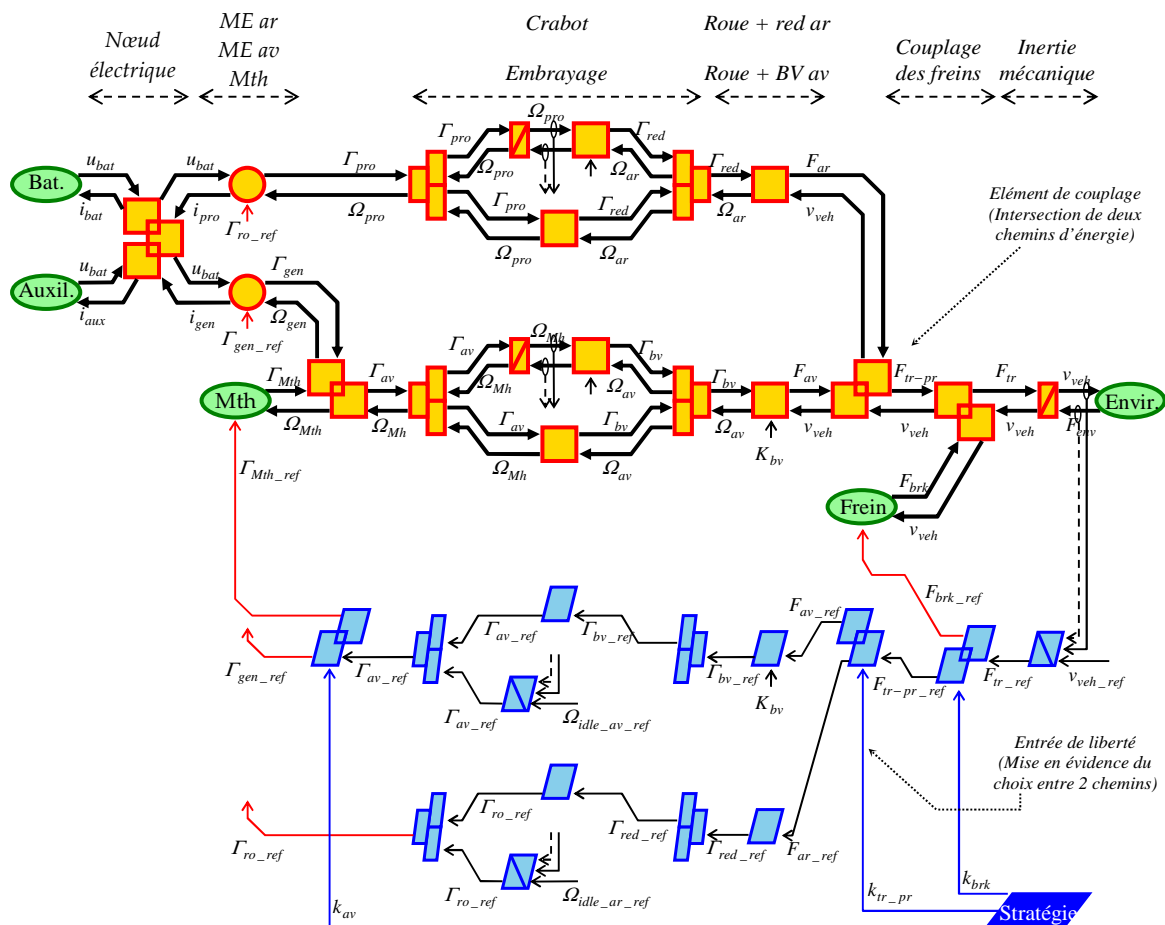 ME ar
ME av
Mth
Nœud
électrique
Crabot
Embrayage
Roue + red ar
Roue + BV av
Couplage
des freins
Inertie
mécanique
Bat.
u_bat
i_bat
u_bat
i_pro
Γ_ro_ref
Γ_pro
Ω_pro
Γ_pro
Ω_pro
Ω_pro
Γ_red
Ω_ar
Γ_pro
Ω_pro
Γ_red
Ω_ar
Γ_red
Ω_ar
F_ar
v_veh
Elément de couplage
(Intersection de deux
chemins d'énergie)
Auxil.
u_bat
i_aux
u_bat
i_gen
Γ_gen
Ω_gen
Γ_gen_ref
Mth
Γ_Mth
Ω_Mth
Γ_av
Ω_Mh
Γ_av
Ω_Mh
Ω_Mh
Γ_bv
Ω_av
Γ_av
Ω_Mh
Γ_bv
Ω_av
Γ_bv
Ω_av
K_bv
F_av
v_veh
F_tr-pr
v_veh
F_tr
v_veh
v_veh
F_env
Envir.
Frein
F_brk
v_veh
Γ_Mth_ref
Γ_gen_ref
Γ_av_ref
Γ_av_ref
Γ_bv_ref
Γ_av_ref
Ω_idle_av_ref
Γ_bv_ref
K_bv
F_av_ref
F_tr-pr_ref
F_brk_ref
F_tr_ref
v_veh_ref
Entrée de liberté
(Mise en évidence du
choix entre 2 chemins)
Γ_ro_ref
Γ_ro_ref
Γ_red_ref
Γ_ro_ref
Ω_idle_ar_ref
Γ_red_ref
F_ar_ref
k_av
k_tr_pr
k_brk
Stratégie